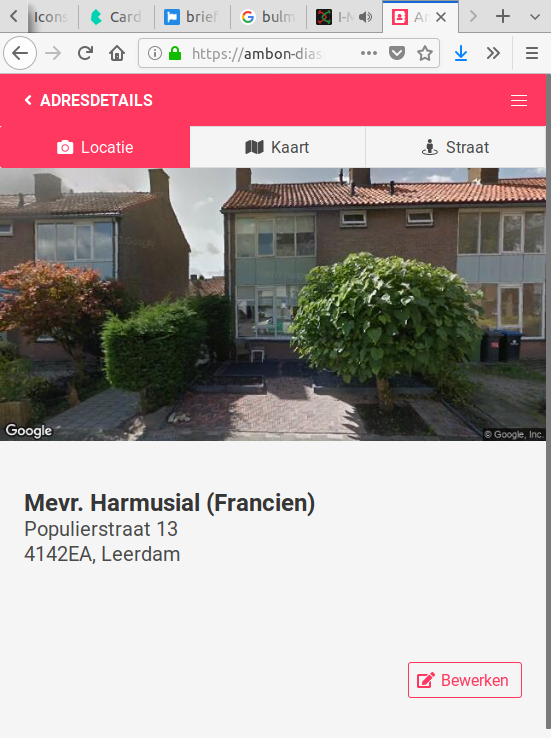 Icons
Card
brief
bulm
I-M
Ar
https://ambon-dias
ADRESDETAILS
Locatie
Kaart
Straat
Google
© Google, Inc.
Mevr. Harmusial (Francien)
Populierstraat 13
4142EA, Leerdam
Bewerken